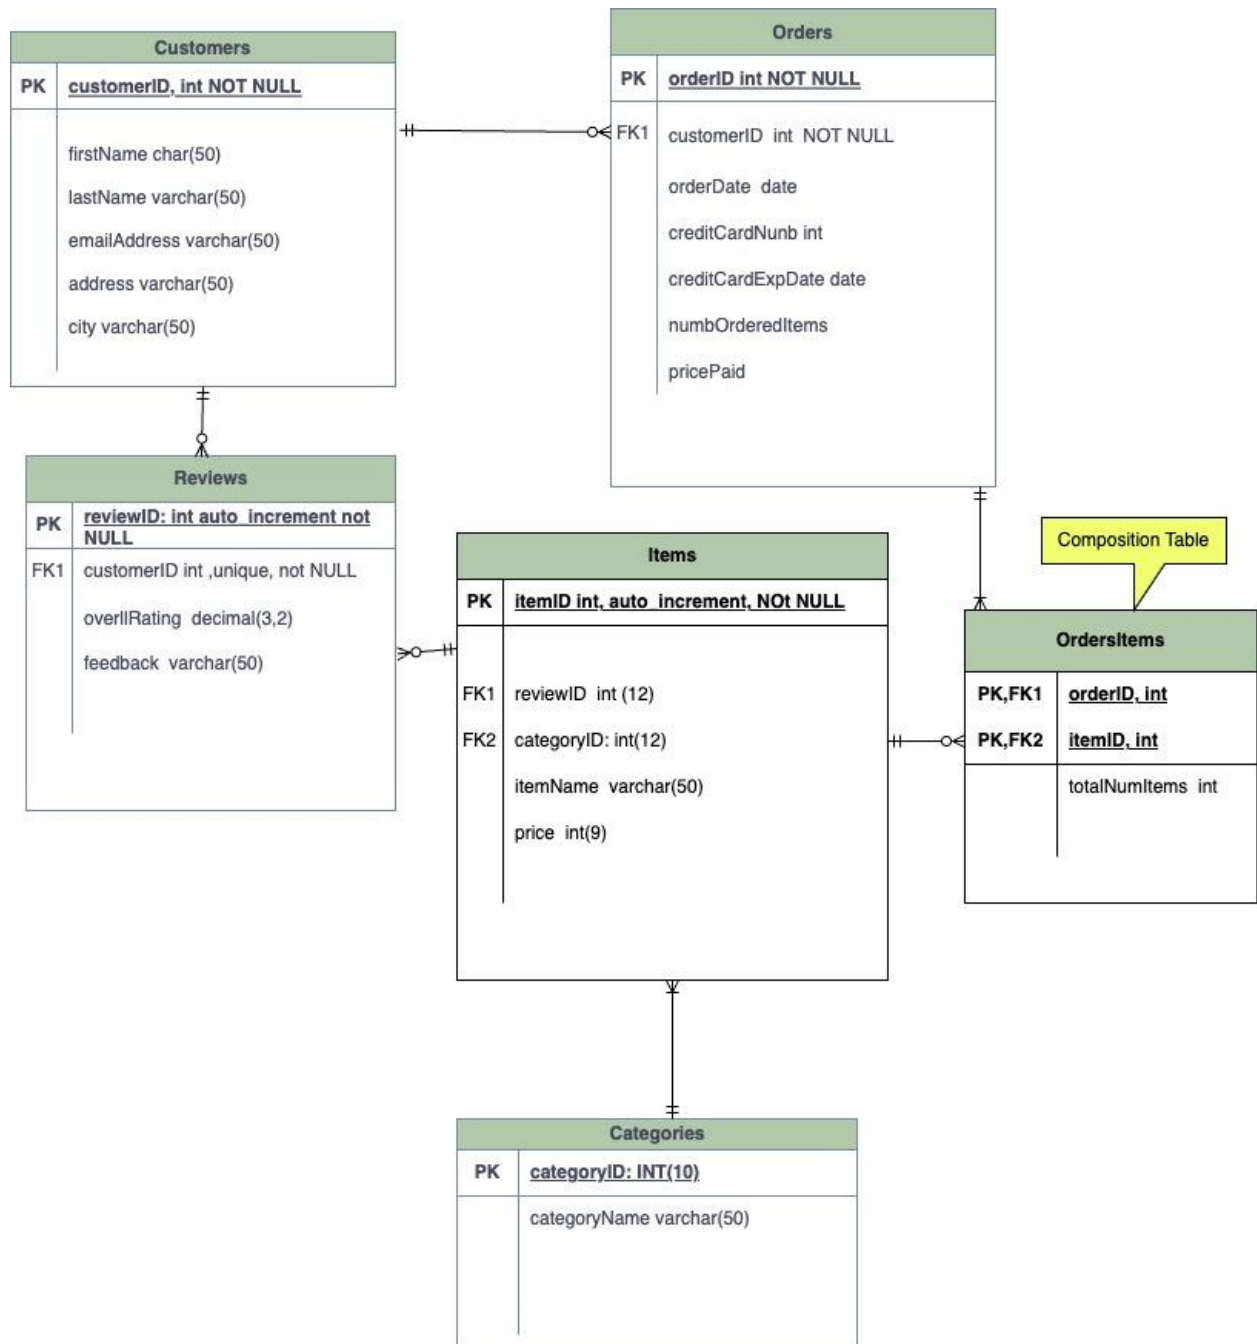 Customers
PK customerID, int NOT NULL
firstName char(50)
lastName varchar(50)
emailAddress varchar(50)
address varchar(50)
city varchar(50)
Orders
PK orderID int NOT NULL
FK1 customerID int NOT NULL
orderDate date
creditCardNunb int
creditCardExpDate date
numbOrderedItems
pricePaid
Reviews
PK reviewID: int auto_increment not
NULL
FK1 customerID int ,unique, not NULL
overllRating decimal(3,2)
feedback varchar(50)
Items
PK itemID int, auto_increment, NOt NULL
FK1 reviewID int (12)
FK2 categoryID: int(12)
itemName varchar(50)
price int(9)
Composition Table
OrdersItems
PK,FK1 orderID, int
PK,FK2 itemID, int
totalNumItems int
Categories
PK categoryID: INT(10)
categoryName varchar(50)